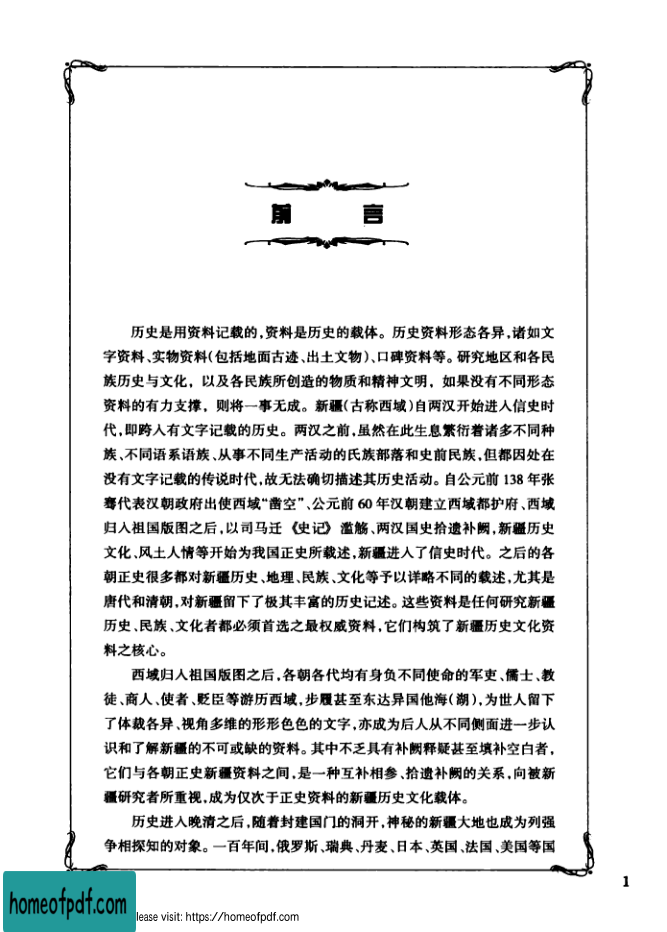 前言
历史是用资料记载的,资料是历史的载体。历史资料形态各异,诸如文
字资料、实物资料(包括地面古迹、出土文物)、口碑资料等。研究地区和各民
族历史与文化，以及各民族所创造的物质和精神文明，如果没有不同形态
资料的有力支撑，则将一事无成。新疆(古称西域)自两汉开始进入信史时
代,即跨入有文字记载的历史。两汉之前,虽然在此生息繁衍着诸多不同种
族、不同语系语族、从事不同生产活动的氏族部落和史前民族,但都因处在
没有文字记载的传说时代,故无法确切描述其历史活动。自公元前 138 年张
骞代表汉朝政府出使西域“凿空”、公元前 60 年汉朝建立西域都护府、西域
归入祖国版图之后,以司马迁《史记》滥觞、两汉国史拾遗补阙,新疆历史
文化、风土人情等开始为我国正史所载述,新疆进入了信史时代。之后的各
朝正史很多都对新疆历史、地理、民族、文化等予以详略不同的载述,尤其是
唐代和清朝,对新疆留下了极其丰富的历史记述。这些资料是任何研究新疆
历史、民族、文化者都必须首选之最权威资料,它们构筑了新疆历史文化资
料之核心。
西域归入祖国版图之后,各朝各代均有身负不同使命的军吏、儒士、教
徒、商人、使者、贬臣等游历西域,步履甚至东达异国他海(湖),为世人留下
了体裁各异、视角多维的形形色色的文字,亦成为后人从不同侧面进一步认
识和了解新疆的不可或缺的资料。其中不乏具有补阙释疑甚至填补空白者,
它们与各朝正史新疆资料之间,是一种互补相参、拾遗补阙的关系,向被新
疆研究者所重视,成为仅次于正史资料的新疆历史文化载体。
历史进入晚清之后,随着封建国门的洞开,神秘的新疆大地也成为列强
争相探知的对象。一百年间,俄罗斯、瑞典、丹麦、日本、英国、法国、美国等国
1
homeofpdf.com
lease visit: https://homeofpdf.com